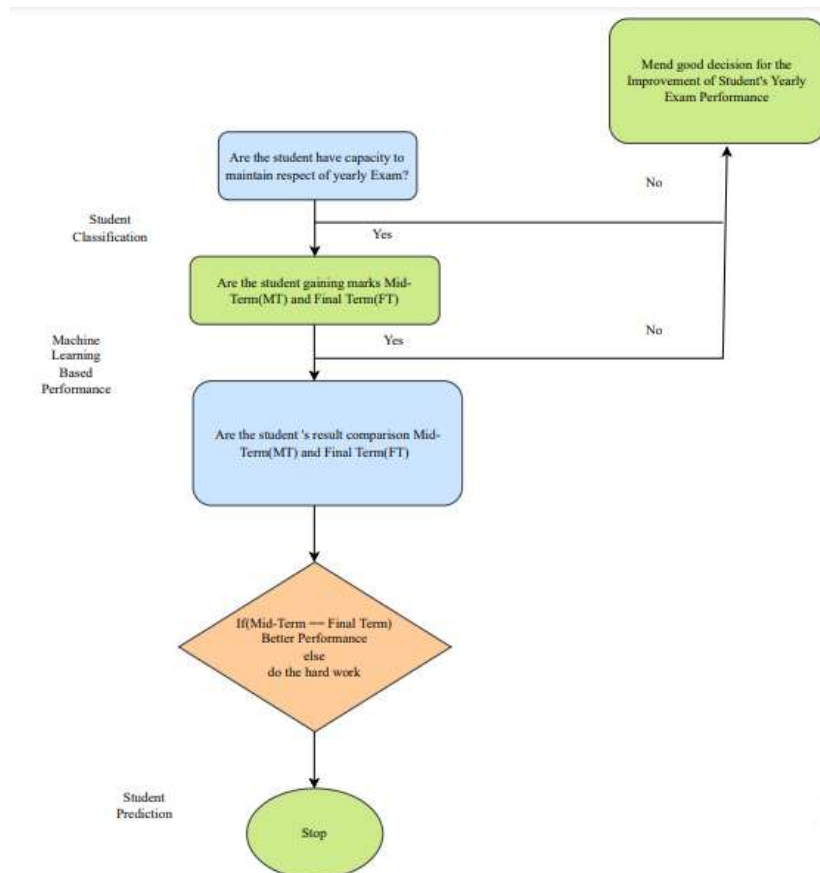 Mend good decision for the
Improvement of Student's Yearly
Exam Performance
Are the student have capacity to
maintain respect of yearly Exam?
No
Student
Classification
Yes
Are the student gaining marks Mid-
Term(MT) and Final Term(FT)
No
Machine
Learning
Based
Performance
Yes
Are the student 's result comparison Mid-
Term(MT) and Final Term(FT)
If(Mid-Term == Final Term)
Better Performance
else
do the hard work
Student
Prediction
Stop